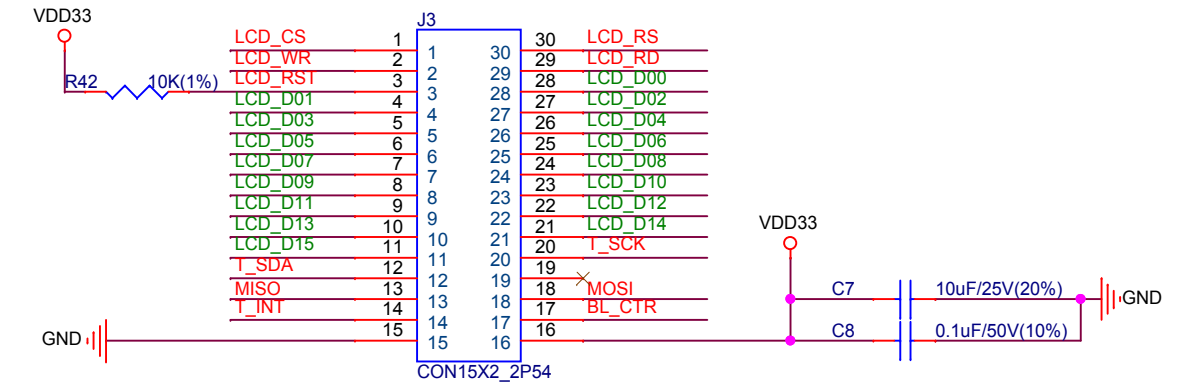 VDD33
J3
LCD_CS 1 1 30 30 LCD_RS
LCD_WR 2 2 29 29 LCD_RD
R42 10K(1%) LCD_RST 3 3 28 28 LCD_D00
LCD_D01 4 4 27 27 LCD_D02
LCD_D03 5 5 26 26 LCD_D04
LCD_D05 6 6 25 25 LCD_D06
LCD_D07 7 7 24 24 LCD_D08
LCD_D09 8 8 23 23 LCD_D10
LCD_D11 9 9 22 22 LCD_D12
LCD_D13 10 10 21 21 LCD_D14
LCD_D15 11 11 20 20 T_SCK
T_SDA 12 12 19 19
MISO 13 13 18 18 MOSI
T_INT 14 14 17 17 BL_CTR
GND 15 15 16 16
CON15X2_2P54
VDD33
C7 10uF/25V(20%)
GND
C8 0.1uF/50V(10%)